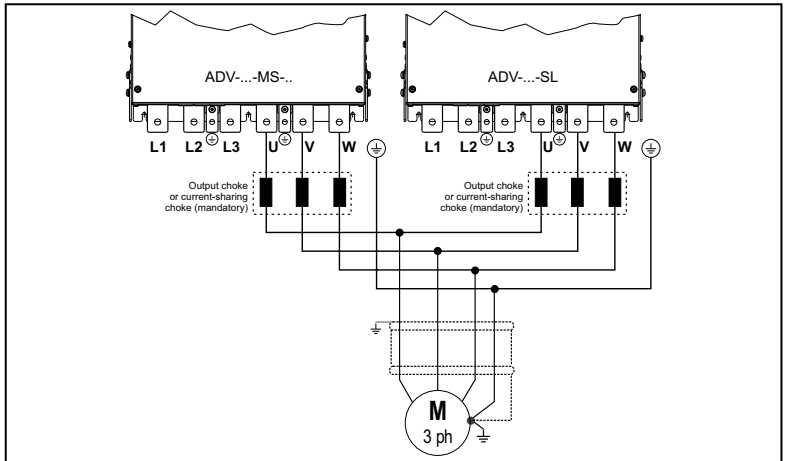 ADV-...-MS-..
ADV-...-SL
L1 L2 L3 U V W
L1 L2 L3 U V W
Output choke
or current-sharing
choke (mandatory)
Output choke
or current-sharing
choke (mandatory)
M
3 ph